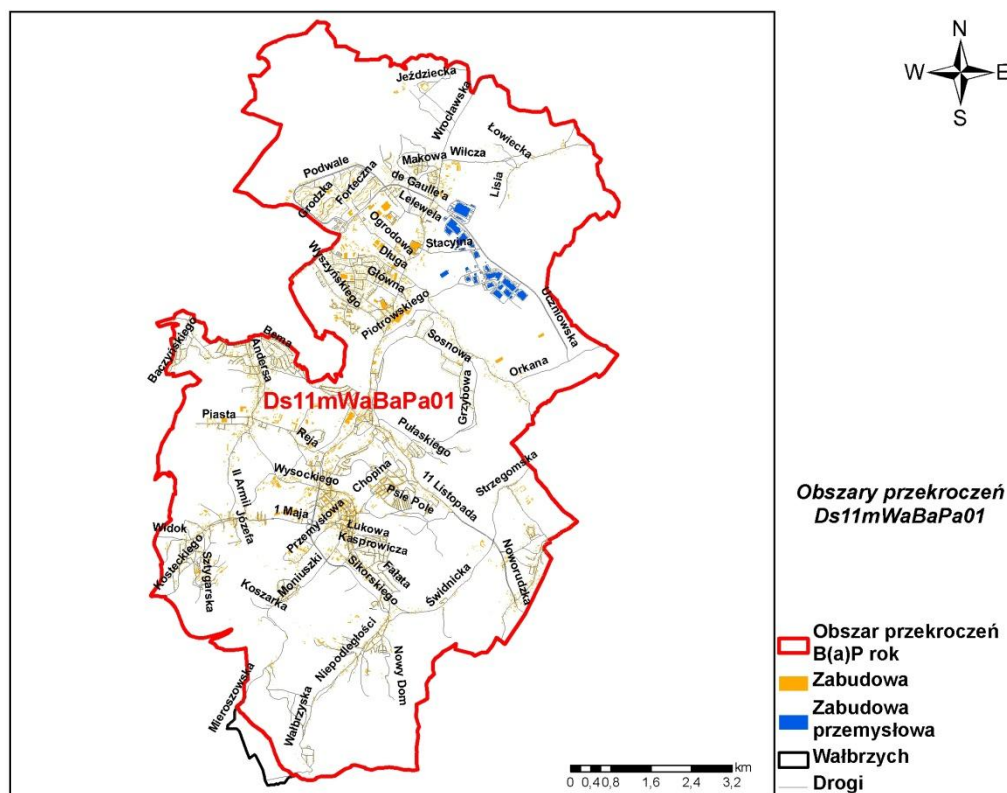 N
W
E
S
Jeździecka
Wrocławska
Łowiecka
Makowa
Wilcza
Podwale
Lisia
de Gaulle'a
Grodzka
Forteczna
Lelewela
Ogrodowa
Stacyjna
Długa
Wyszyńskiego
Główna
Uczniowska
Piotrowskiego
Sosnowa
Baczyńskiego
Bema
Andersa
Orkana
Grzybowa
Ds11mWaBaPa01
Piasta
Reja
Pułaskiego
Wysockiego
Chopina
11 Listopada
Strzegomska
II Armii
Psie Pole
1 Maja
Przemysłowa
Józefa
Łukowa
Widok
Kasprowicza
Kosteckiego
Sztygarska
Moniuszki
Sikorskiego
Fałata
Noworudzka
Koszarka
Świdnicka
Niepodległości
Nowy Dom
Mieroszowska
Wałbrzyska
km
0 0,4 0,8 1,6 2,4 3,2
Obszary przekroczeń
Ds11mWaBaPa01
Obszar przekroczeń
B(a)P rok
Zabudowa
Zabudowa
przemysłowa
Wałbrzych
Drogi